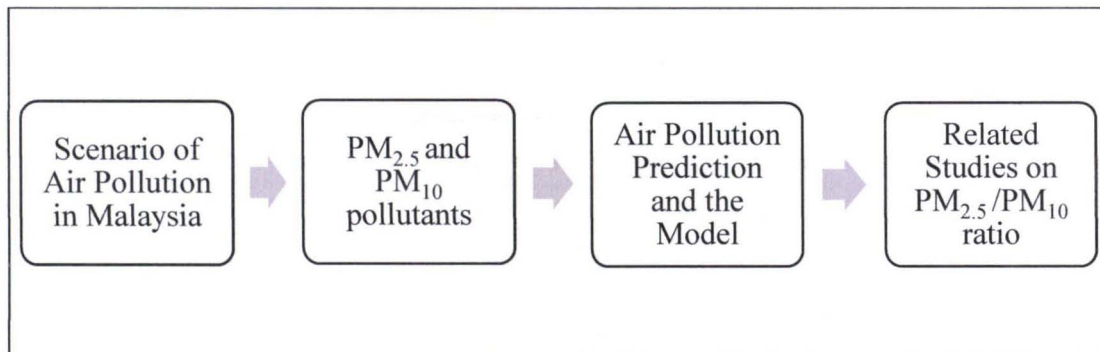 Scenario of
Air Pollution
in Malaysia
PM₂.₅ and
PM₁₀
pollutants
Air Pollution
Prediction
and the
Model
Related
Studies on
PM₂.₅/PM₁₀
ratio